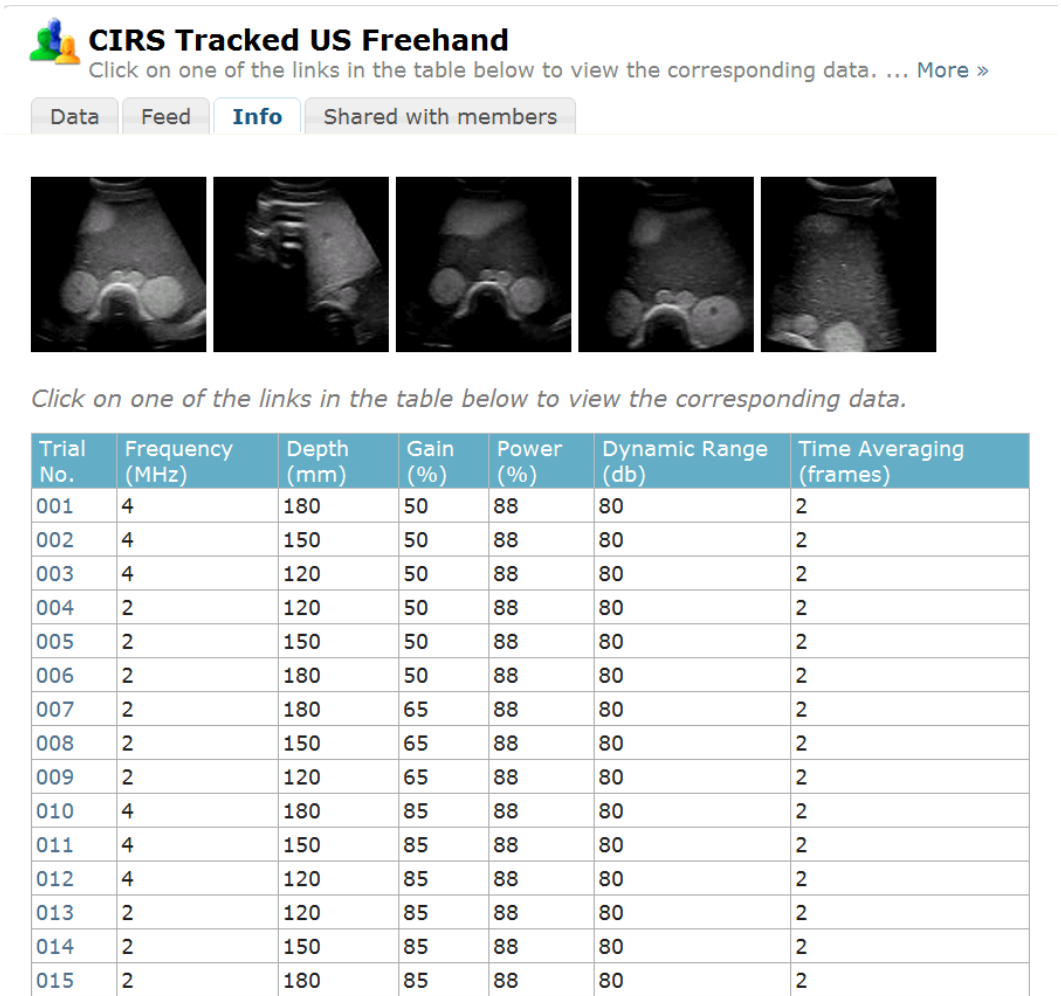 CIRS Tracked US Freehand
Click on one of the links in the table below to view the corresponding data. ... More »
Data Feed Info Shared with members
Click on one of the links in the table below to view the corresponding data.
Trial No. Frequency (MHz) Depth (mm) Gain (%) Power (%) Dynamic Range (db) Time Averaging (frames)
001 4 180 50 88 80 2
002 4 150 50 88 80 2
003 4 120 50 88 80 2
004 2 120 50 88 80 2
005 2 150 50 88 80 2
006 2 180 50 88 80 2
007 2 180 65 88 80 2
008 2 150 65 88 80 2
009 2 120 65 88 80 2
010 4 180 85 88 80 2
011 4 150 85 88 80 2
012 4 120 85 88 80 2
013 2 120 85 88 80 2
014 2 150 85 88 80 2
015 2 180 85 88 80 2